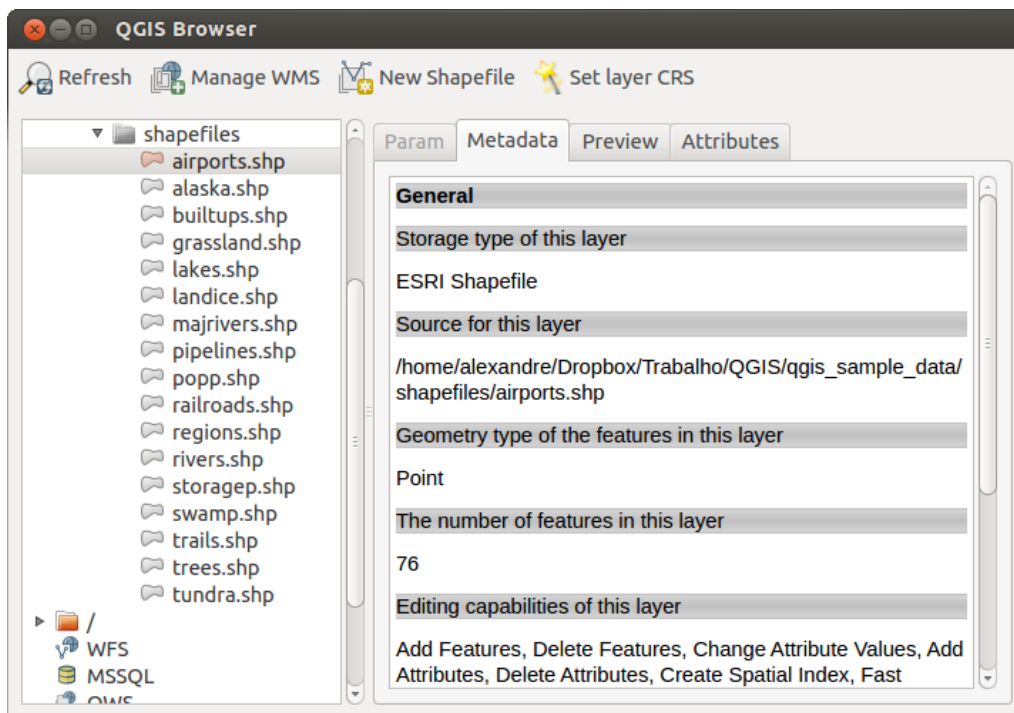 QGIS Browser
Refresh Manage WMS New Shapefile Set layer CRS
shapefiles
airports.shp
alaska.shp
builtups.shp
grassland.shp
lakes.shp
landice.shp
majrivers.shp
pipelines.shp
popp.shp
railroads.shp
regions.shp
rivers.shp
storagep.shp
swamp.shp
trails.shp
trees.shp
tundra.shp
/
WFS
MSSQL
OWS
Param Metadata Preview Attributes
General
Storage type of this layer
ESRI Shapefile
Source for this layer
/home/alexandre/Dropbox/Trabalho/QGIS/qgis_sample_data/
shapefiles/airports.shp
Geometry type of the features in this layer
Point
The number of features in this layer
76
Editing capabilities of this layer
Add Features, Delete Features, Change Attribute Values, Add
Attributes, Delete Attributes, Create Spatial Index, Fast